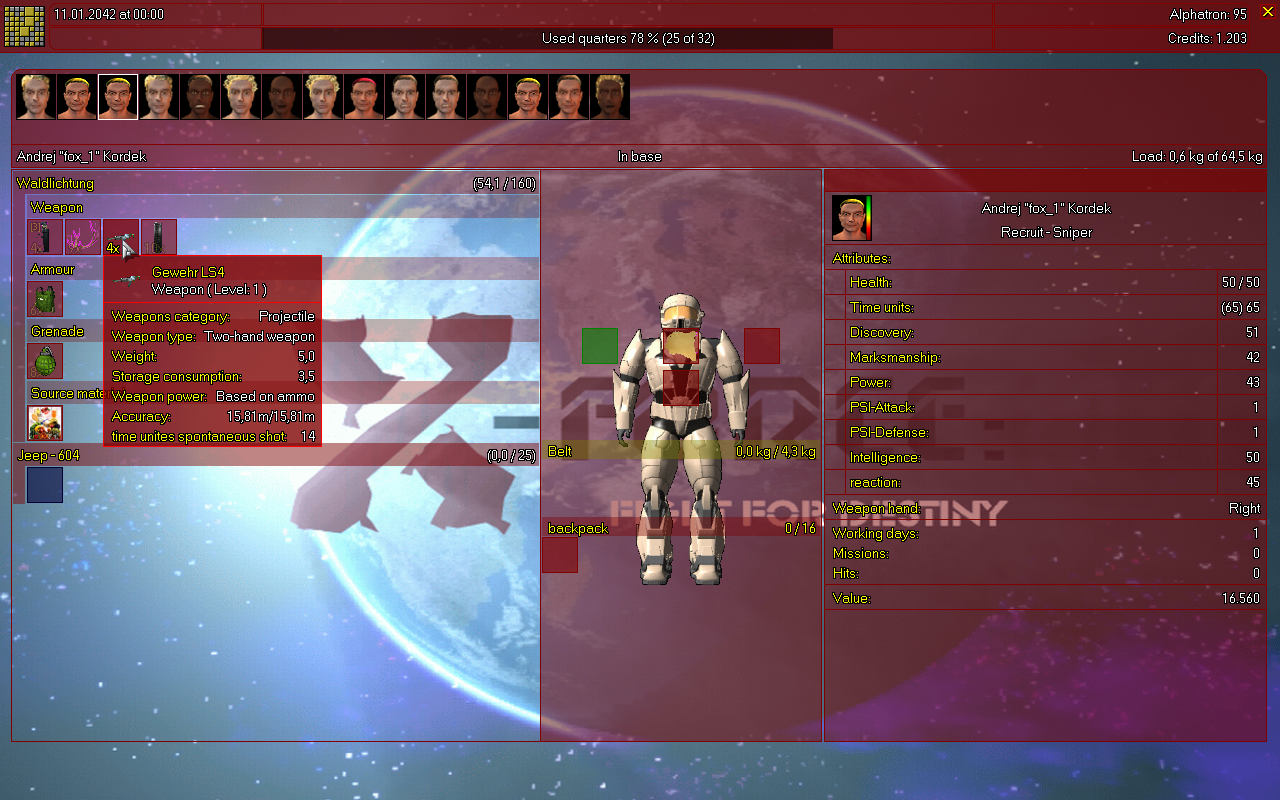 11.01.2042 at 00:00
Alphatron: 95
Used quarters 78 % (25 of 32)
Credits: 1.203
Andrej "fox_1" Kordek
In base
Load: 0,6 kg of 64,5 kg
Waldlichtung (54,1 / 160)
Weapon
4x
Armour
Grenade
Source mate
Gewehr LS4
Weapon ( Level: 1 )
Weapons category: Projectile
Weapon type: Two-hand weapon
Weight: 5,0
Storage consumption: 3,5
Weapon power: Based on ammo
Accuracy: 15,81m/15,81m
time unites spontaneous shot: 14
Jeep - 604 (0,0 / 25)
Belt 0,0 kg / 4,3 kg
backpack 0 / 16
FIGHT FOR DESTINY
Andrej "fox_1" Kordek
Recruit - Sniper
Attributes:
Health: 50 / 50
Time units: (65) 65
Discovery: 51
Marksmanship: 42
Power: 43
PSI-Attack: 1
PSI-Defense: 1
Intelligence: 50
reaction: 45
Weapon hand: Right
Working days: 1
Missions: 0
Hits: 0
Value: 16.560